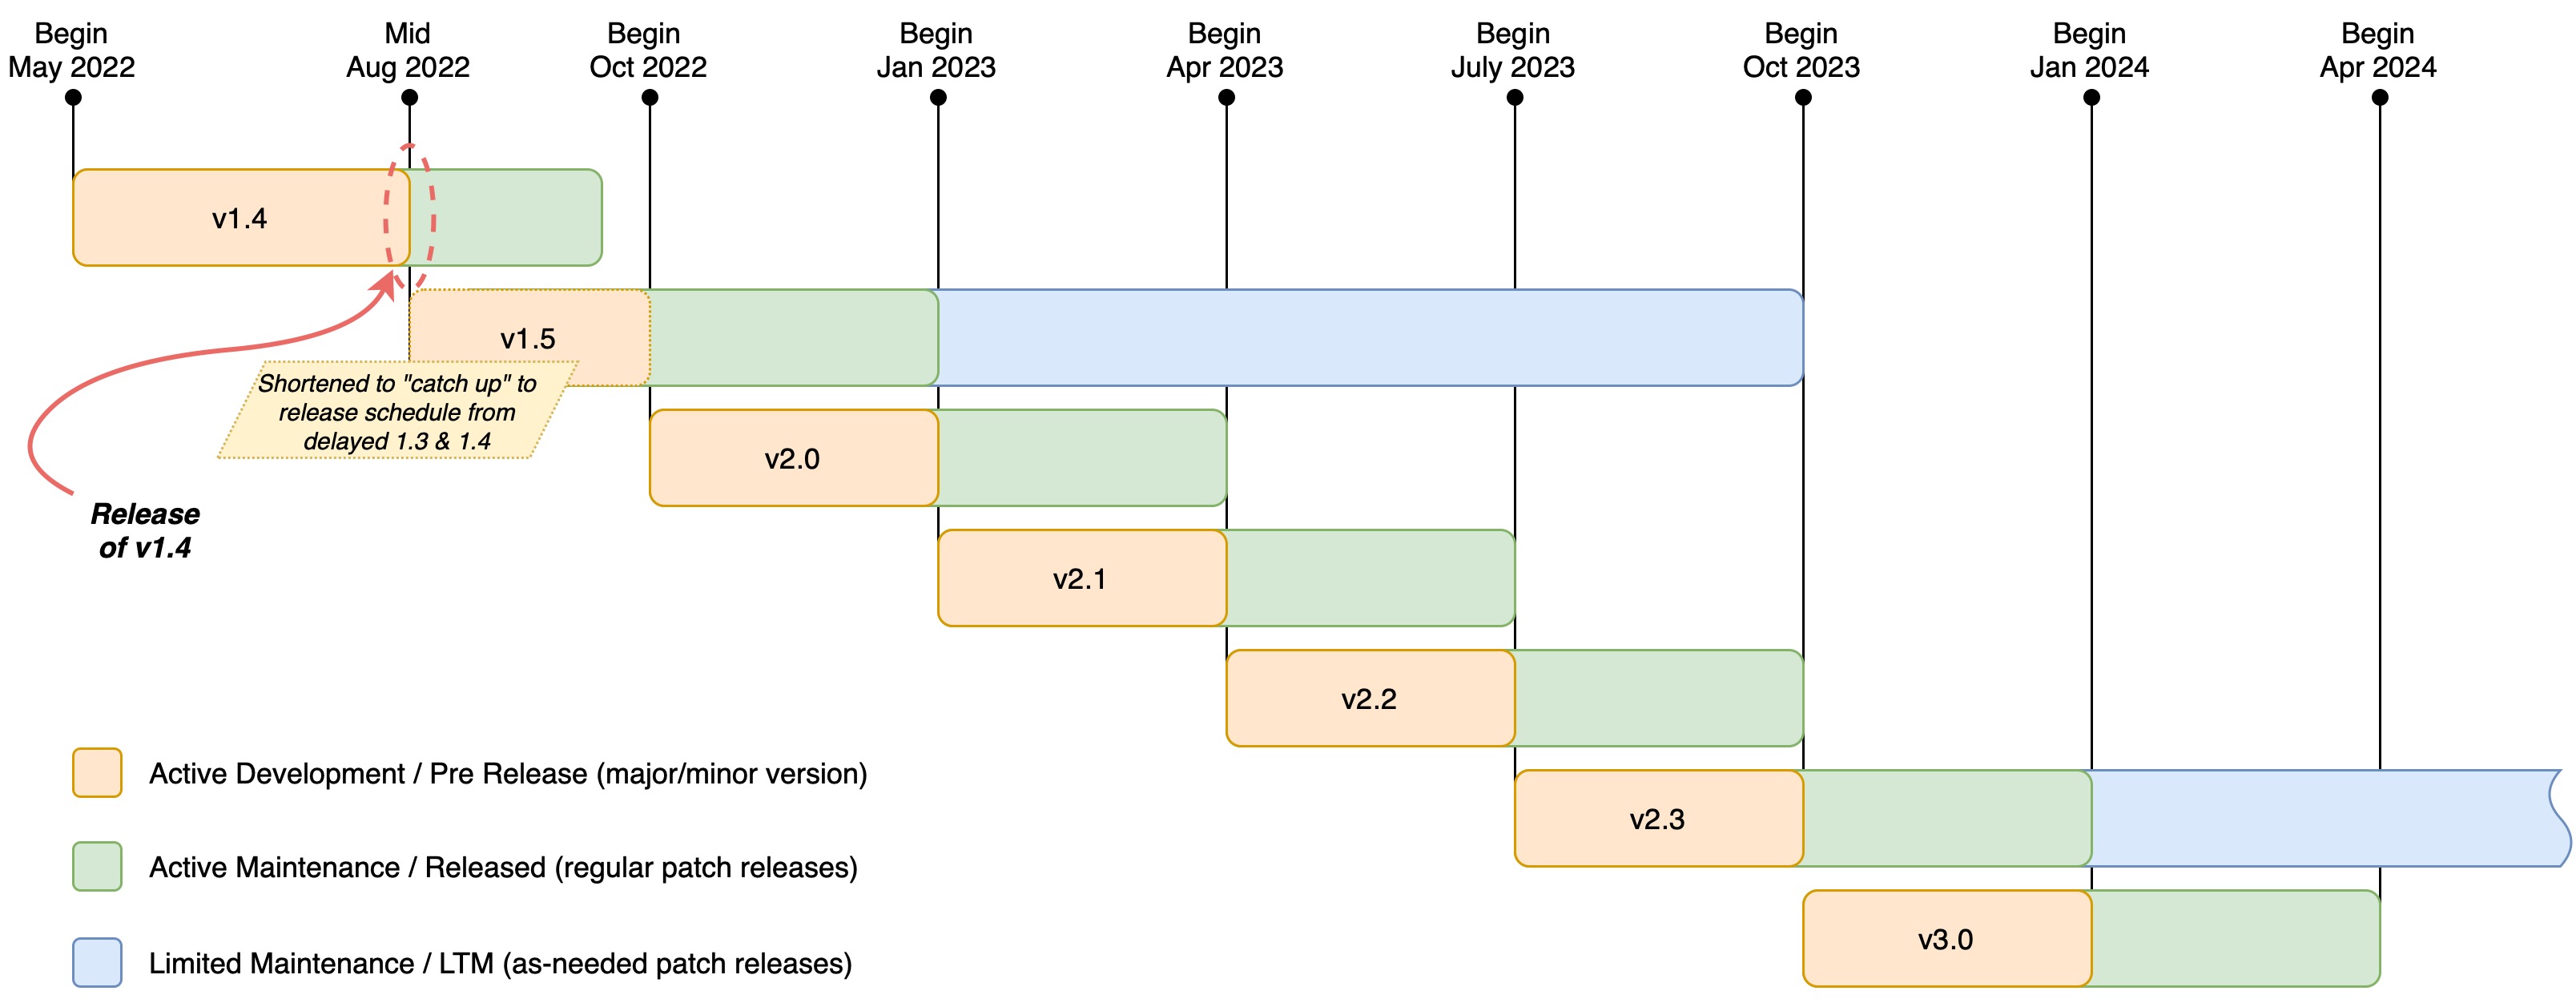 Begin
May 2022
Mid
Aug 2022
Begin
Oct 2022
Begin
Jan 2023
Begin
Apr 2023
Begin
July 2023
Begin
Oct 2023
Begin
Jan 2024
Begin
Apr 2024
v1.4
v1.5
Shortened to "catch up" to
release schedule from
delayed 1.3 & 1.4
v2.0
Release
of v1.4
v2.1
v2.2
Active Development / Pre Release (major/minor version)
v2.3
Active Maintenance / Released (regular patch releases)
v3.0
Limited Maintenance / LTM (as-needed patch releases)